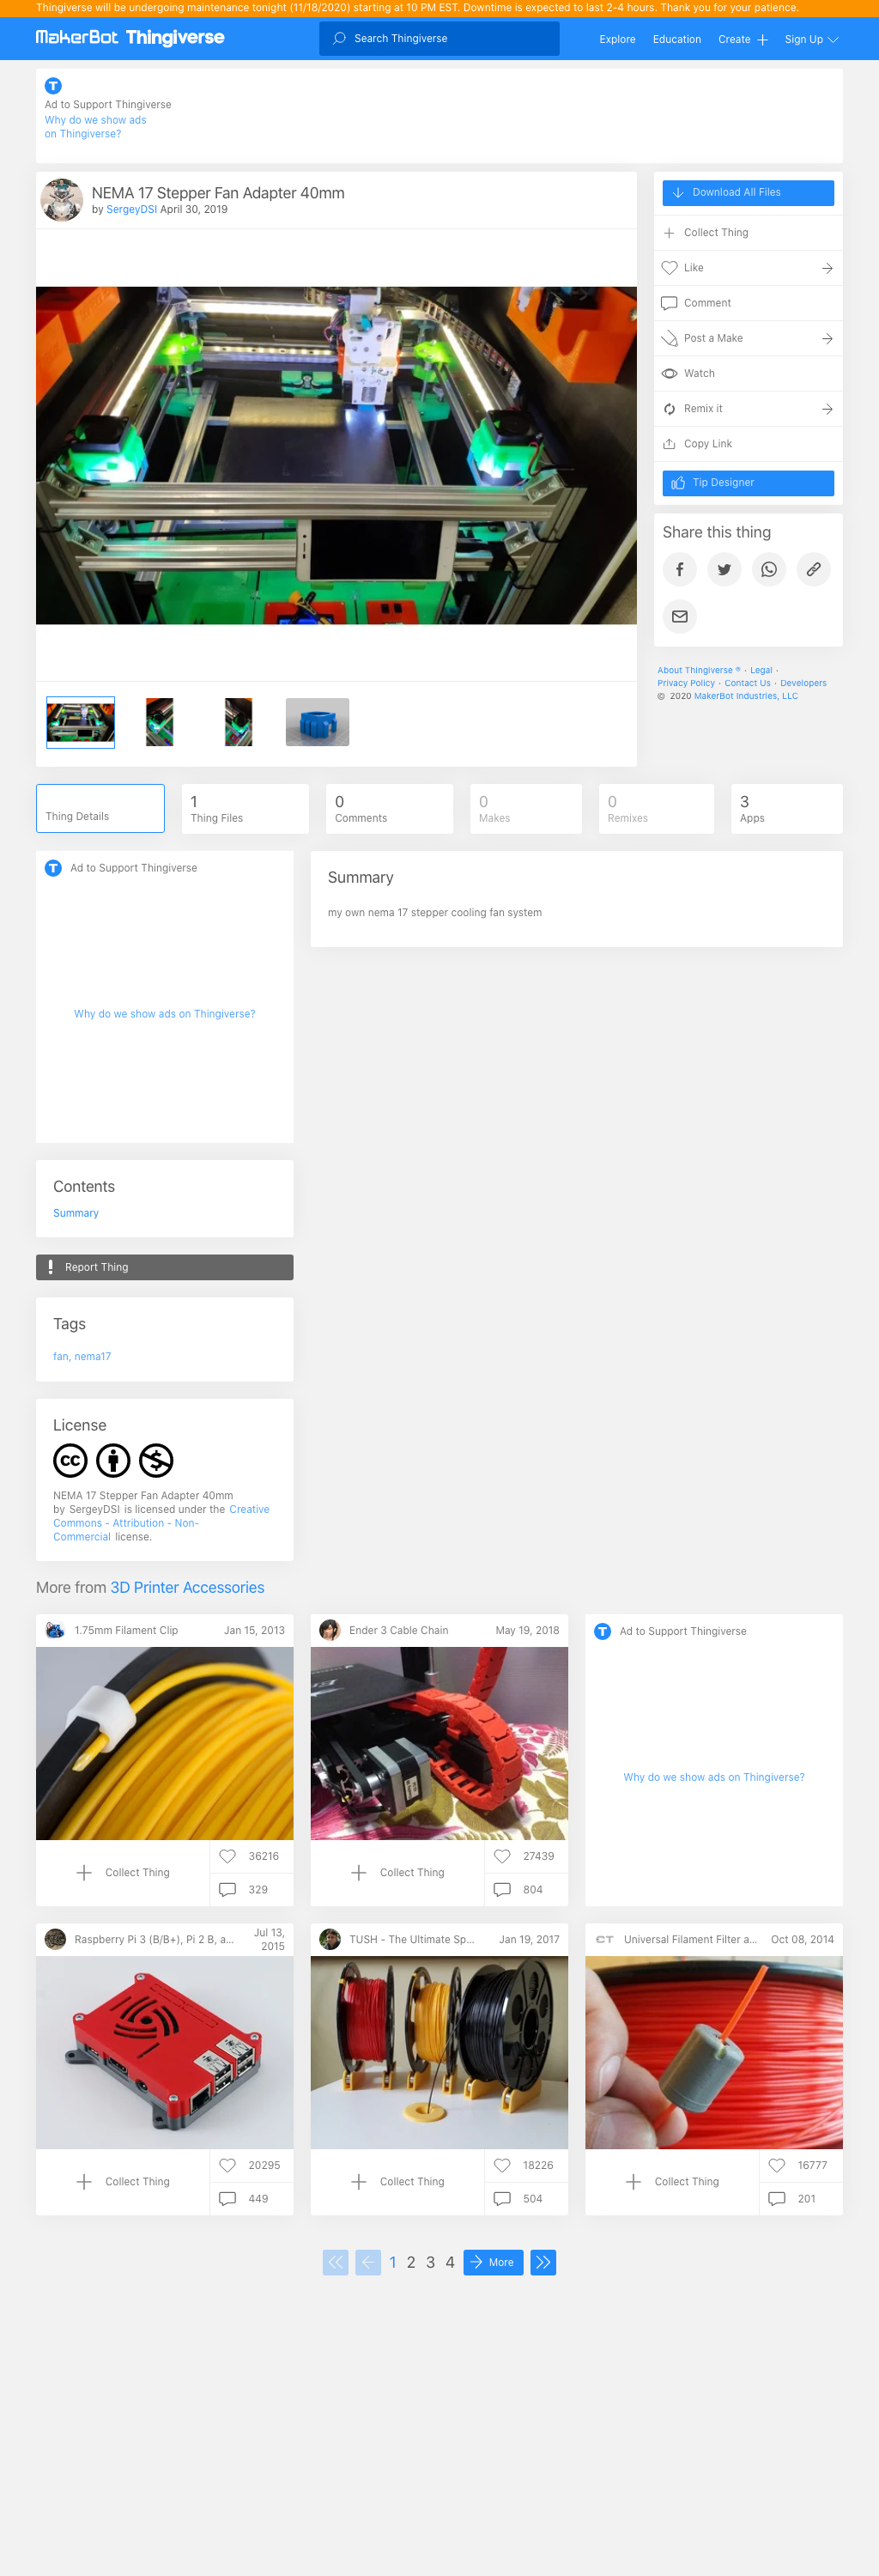 Thingiverse will be undergoing maintenance tonight (11/18/2020) starting at 10 PM EST. Downtime is expected to last 2-4 hours. Thank you for your patience.
MakerBot Thingiverse
Search Thingiverse
Explore
Education
Create
Sign Up
Ad to Support Thingiverse
Why do we show ads
on Thingiverse?
NEMA 17 Stepper Fan Adapter 40mm
by SergeyDSI April 30, 2019
Download All Files
Collect Thing
Like
Comment
Post a Make
Watch
Remix it
Copy Link
Tip Designer
Share this thing
About Thingiverse ® · Legal ·
Privacy Policy · Contact Us · Developers
© 2020 MakerBot Industries, LLC
Thing Details
1
Thing Files
0
Comments
0
Makes
0
Remixes
3
Apps
Ad to Support Thingiverse
Why do we show ads on Thingiverse?
Summary
my own nema 17 stepper cooling fan system
Contents
Summary
Report Thing
Tags
fan, nema17
License
cc
NEMA 17 Stepper Fan Adapter 40mm
by SergeyDSI is licensed under the Creative
Commons - Attribution - Non-
Commercial license.
More from 3D Printer Accessories
1.75mm Filament Clip
Jan 15, 2013
Collect Thing
36216
329
Ender 3 Cable Chain
May 19, 2018
Collect Thing
27439
804
Ad to Support Thingiverse
Why do we show ads on Thingiverse?
Raspberry Pi 3 (B/B+), Pi 2 B, a...
Jul 13,
2015
Collect Thing
20295
449
TUSH - The Ultimate Sp...
Jan 19, 2017
Collect Thing
18226
504
CT
Universal Filament Filter a...
Oct 08, 2014
Collect Thing
16777
201
1 2 3 4
More